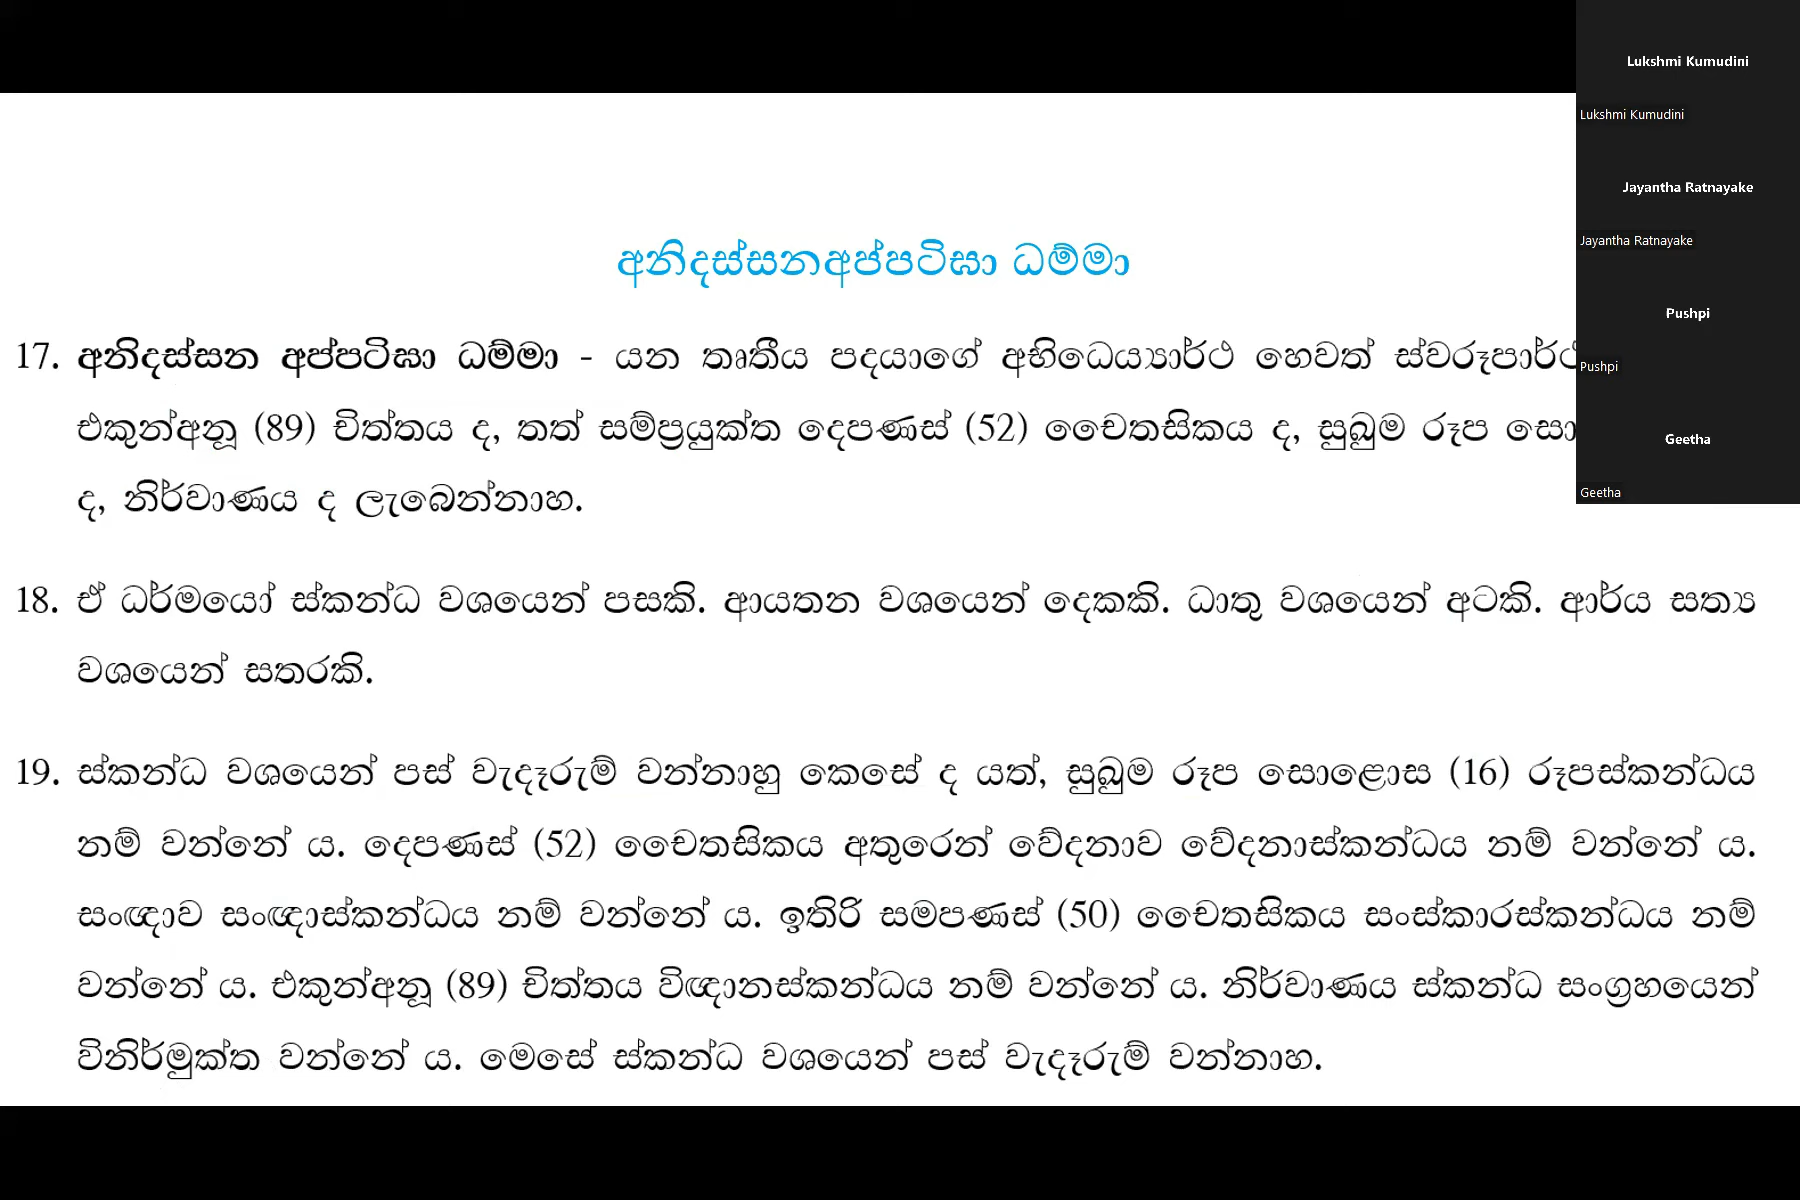 අනිදස්සනඅප්පටිඝා ධම්මා
17. අනිදස්සන අප්පටිඝා ධම්මා - යන තෘතීය පදයාගේ අභිධෙය්‍යාර්ථ හෙවත්
එකුන්අනූ (89) චිත්තය ද, තත් සම්ප්‍රයුක්ත දෙපණස් (52) චෛතසිකය ද, සුඛුම රූප
ද, නිර්වාණය ද ලැබෙන්නාහ.
18. ඒ ධර්මයෝ ස්කන්ධ වශයෙන් පසකි. ආයතන වශයෙන් දෙකකි. ධාතු වශයෙන් අටකි. ආර්ය සත්‍ය
වශයෙන් සතරකි.
19. ස්කන්ධ වශයෙන් පස් වැදෑරුම් වන්නාහු කෙසේ ද යත්, සුඛුම රූප සොළොස (16) රූපස්කන්ධය
නම් වන්නේ ය. දෙපණස් (52) චෛතසිකය අතුරෙන් වේදනාව වේදනාස්කන්ධය නම් වන්නේ ය.
සංඥාව සංඥාස්කන්ධය නම් වන්නේ ය. ඉතිරි සමපණස් (50) චෛතසිකය සංස්කාරස්කන්ධය නම්
වන්නේ ය. එකුන්අනූ (89) චිත්තය විඥානස්කන්ධය නම් වන්නේ ය. නිර්වාණය ස්කන්ධ සංග්‍රහයෙන්
විනිර්මුක්ත වන්නේ ය. මෙසේ ස්කන්ධ වශයෙන් පස් වැදෑරුම් වන්නාහ.
Lukshmi Kumudini
Lukshmi Kumudini
Jayantha Ratnayake
Jayantha Ratnayake
Pushpi
Pushpi
Geetha
Geetha